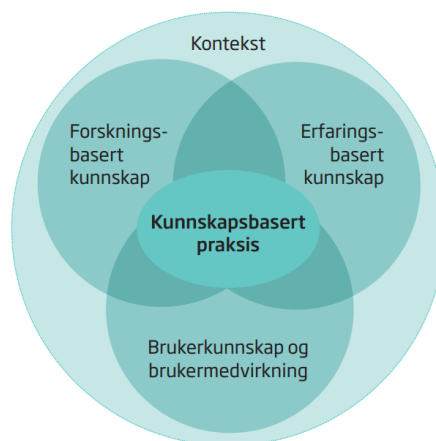 Kontekst
Forsknings-
basert
kunnskap
Erfarings-
basert
kunnskap
Kunnskapsbasert
praksis
Brukerkunnskap og
brukermedvirkning